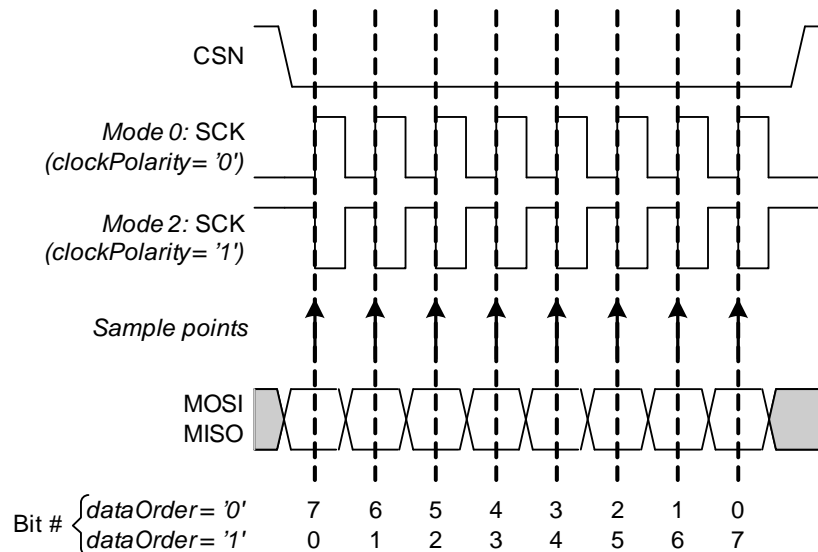 CSN
Mode 0: SCK
(clockPolarity= '0')
Mode 2: SCK
(clockPolarity= '1')
Sample points
MOSI
MISO
Bit #
dataOrder= '0' 7 6 5 4 3 2 1 0
dataOrder= '1' 0 1 2 3 4 5 6 7